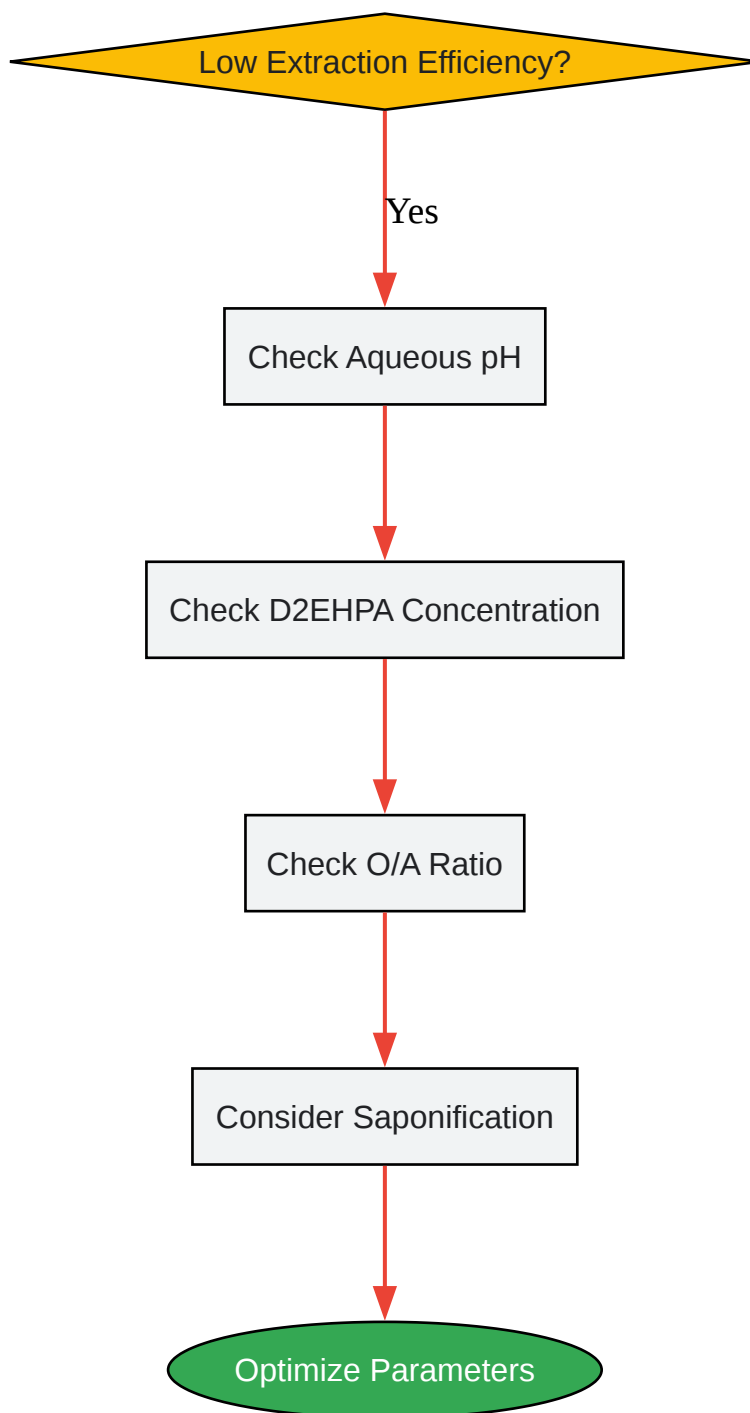 Low Extraction Efficiency?
Yes
Check Aqueous pH
Check D2EHPA Concentration
Check O/A Ratio
Consider Saponification
Optimize Parameters